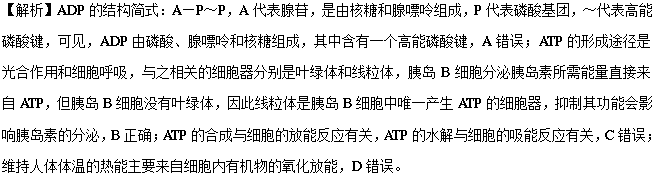 【解析】ADP 的结构简式：A－P～P，A 代表腺苷，是由核糖和腺嘌呤组成，P 代表磷酸基团，～代表高能
磷酸键，可见，ADP 由磷酸、腺嘌呤和核糖组成，其中含有一个高能磷酸键，A 错误；ATP 的形成途径是
光合作用和细胞呼吸，与之相关的细胞器分别是叶绿体和线粒体，胰岛 B 细胞分泌胰岛素所需能量直接来
自 ATP，但胰岛 B 细胞没有叶绿体，因此线粒体是胰岛 B 细胞中唯一产生 ATP 的细胞器，抑制其功能会影
响胰岛素的分泌，B 正确；ATP 的合成与细胞的放能反应有关，ATP 的水解与细胞的吸能反应有关，C 错误；
维持人体体温的热能主要来自细胞内有机物的氧化放能，D 错误。